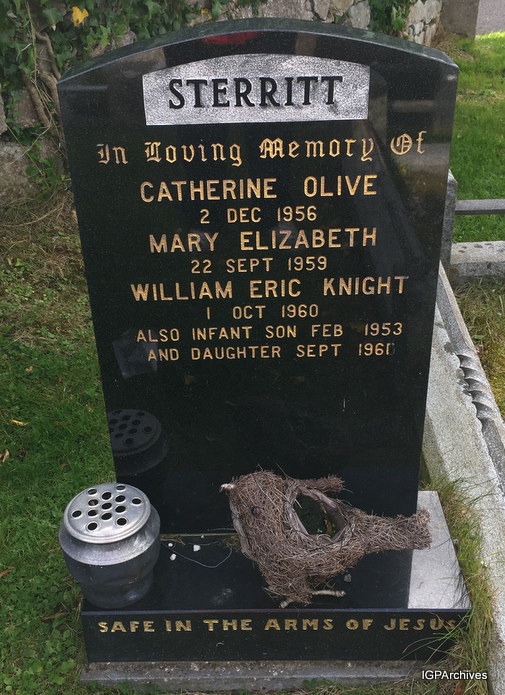 STERRITT
In Loving Memory Of
CATHERINE OLIVE
2 DEC 1956
MARY ELIZABETH
22 SEPT 1959
WILLIAM ERIC KNIGHT
1 OCT 1960
ALSO INFANT SON FEB 1953
AND DAUGHTER SEPT 1961
SAFE IN THE ARMS OF JESUS
IGPArchives